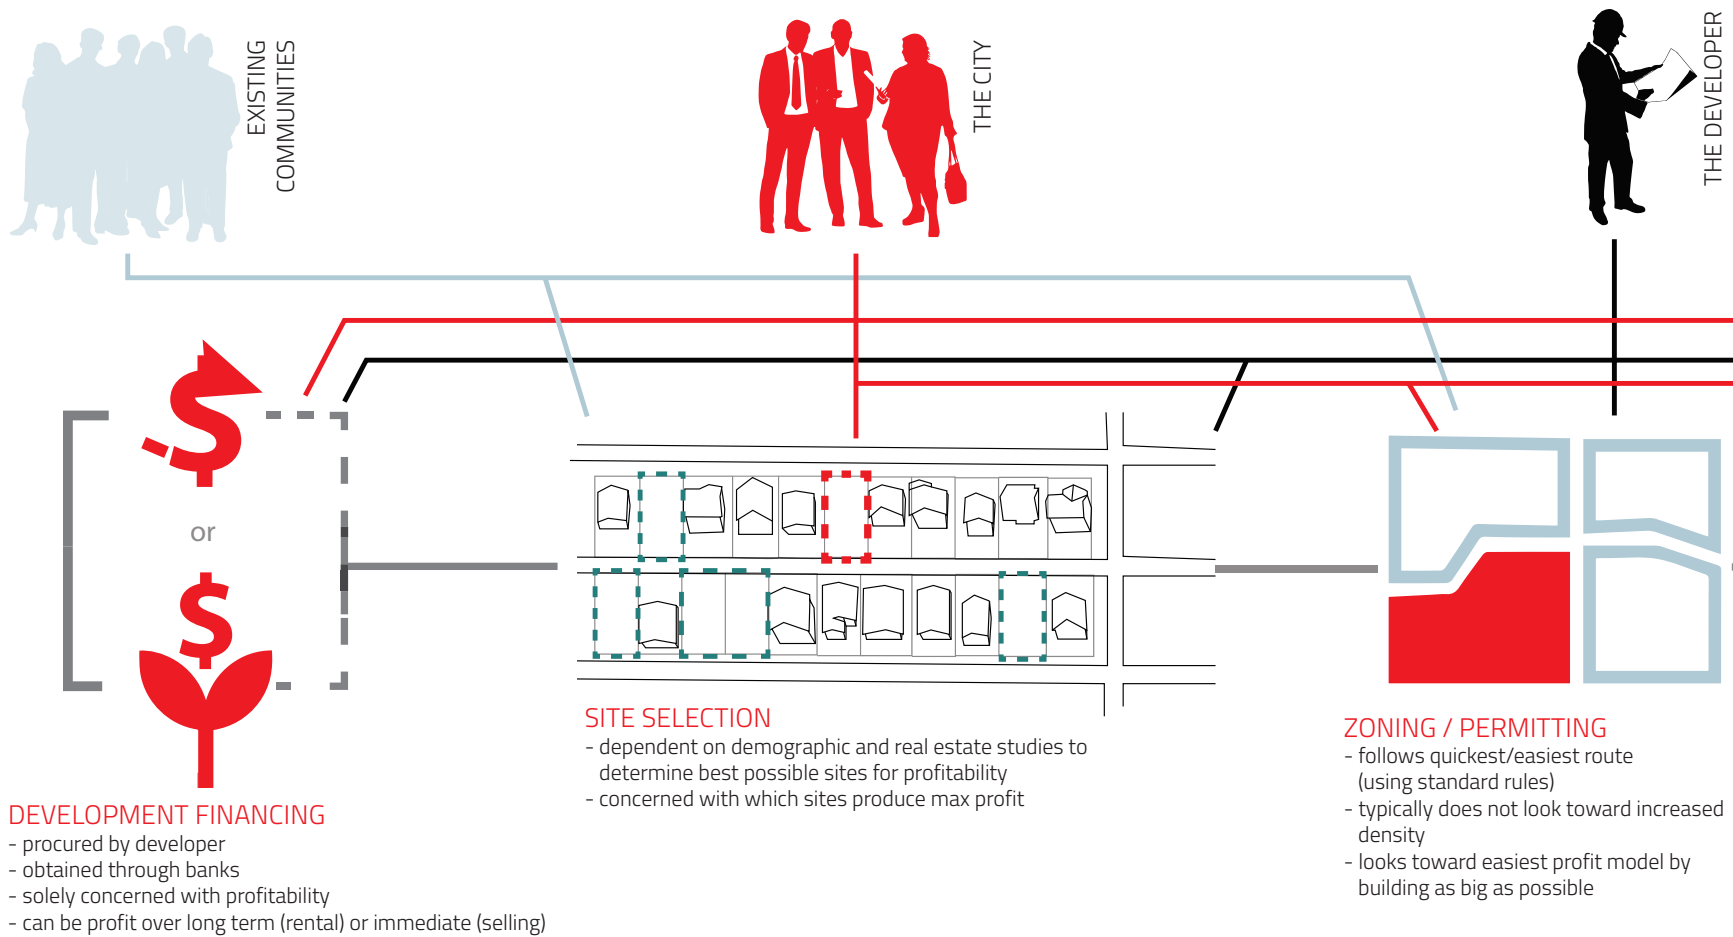 EXISTING
COMMUNITIES
THE CITY
THE DEVELOPER
$
or
$
DEVELOPMENT FINANCING
- procured by developer
- obtained through banks
- solely concerned with profitability
- can be profit over long term (rental) or immediate (selling)
SITE SELECTION
- dependent on demographic and real estate studies to
determine best possible sites for profitability
- concerned with which sites produce max profit
ZONING / PERMITTING
- follows quickest/easiest route
(using standard rules)
- typically does not look toward increased
density
- looks toward easiest profit model by
building as big as possible